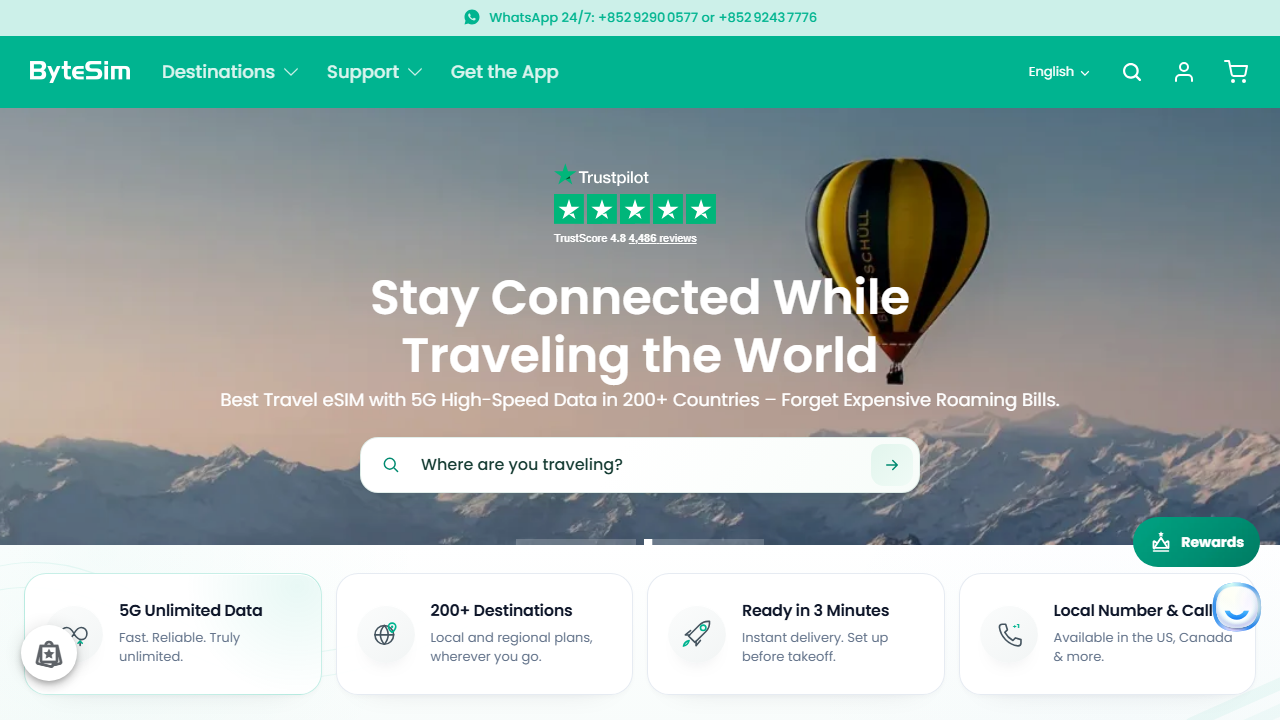 WhatsApp 24/7: +852 9290 0577 or +852 9243 7776
ByteSim
Destinations
Support
Get the App
English
Trustpilot
TrustScore 4.8 4,486 reviews
SCHÜLL
Stay Connected While
Traveling the World
Best Travel eSIM with 5G High-Speed Data in 200+ Countries – Forget Expensive Roaming Bills.
Where are you traveling?
Rewards
5G Unlimited Data
Fast. Reliable. Truly
unlimited.
200+ Destinations
Local and regional plans,
wherever you go.
Ready in 3 Minutes
Instant delivery. Set up
before takeoff.
+1
Local Number & Call
Available in the US, Canada
& more.